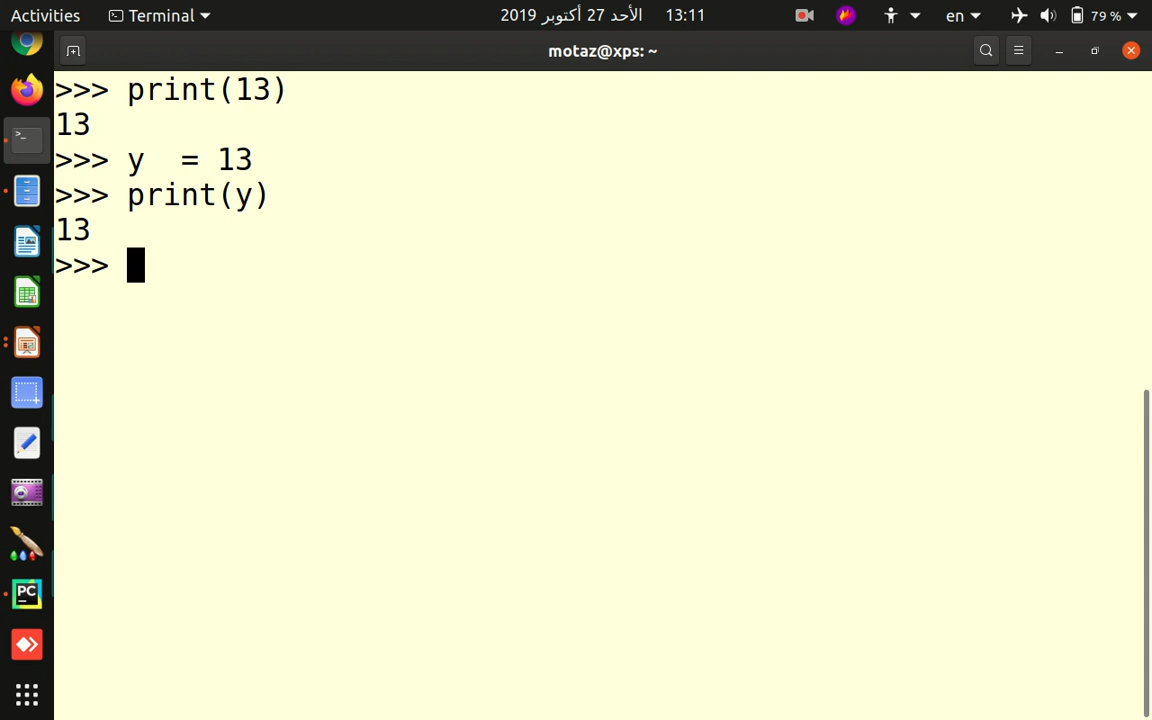 Activities Terminal الأحد 27 أكتوبر 2019 13:11 en 79 %
motaz@xps: ~
>>> print(13)
13
>>> y  = 13
>>> print(y)
13
>>>
>_
PC